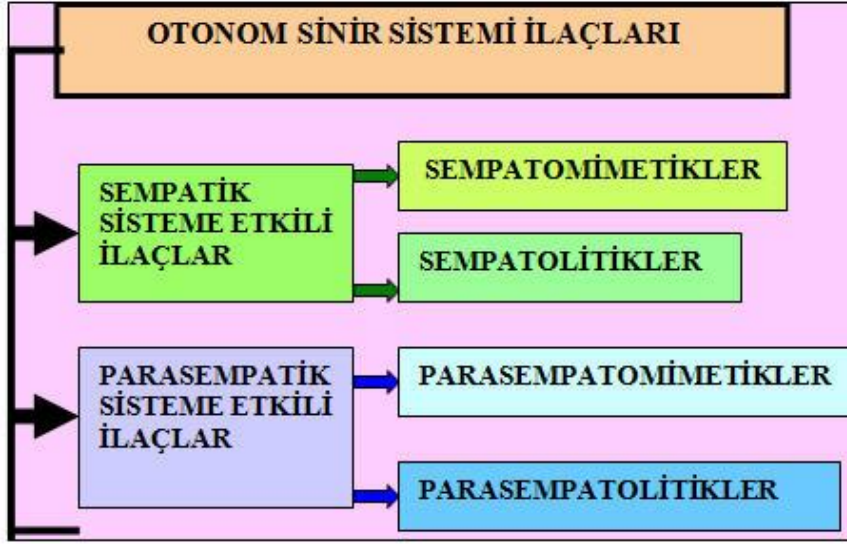 OTONOM SİNİR SİSTEMİ İLAÇLARI
SEMPATİK
SİSTEME ETKİLİ
İLAÇLAR
SEMPATOMİMETİKLER
SEMPATOLİTİKLER
PARASEMPATİK
SİSTEME ETKİLİ
İLAÇLAR
PARASEMPATOMİMETİKLER
PARASEMPATOLİTİKLER